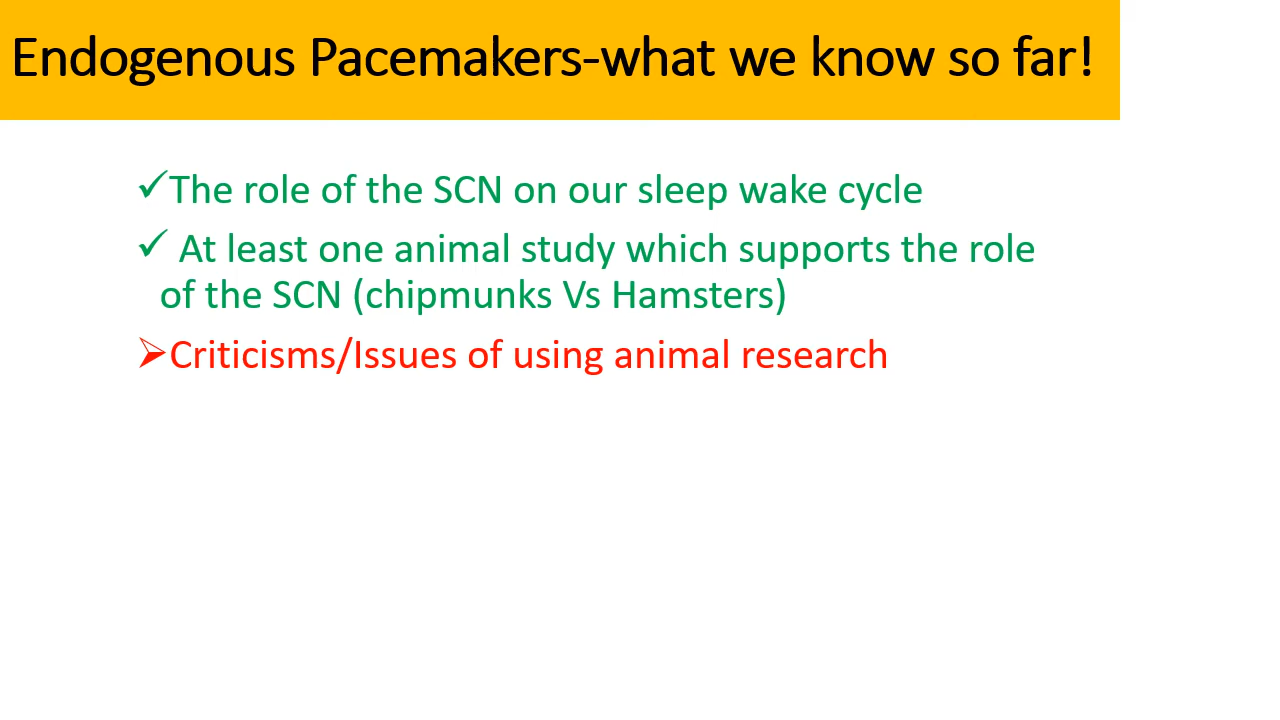 Endogenous Pacemakers-what we know so far!
✓The role of the SCN on our sleep wake cycle
✓ At least one animal study which supports the role
of the SCN (chipmunks Vs Hamsters)
➢Criticisms/Issues of using animal research